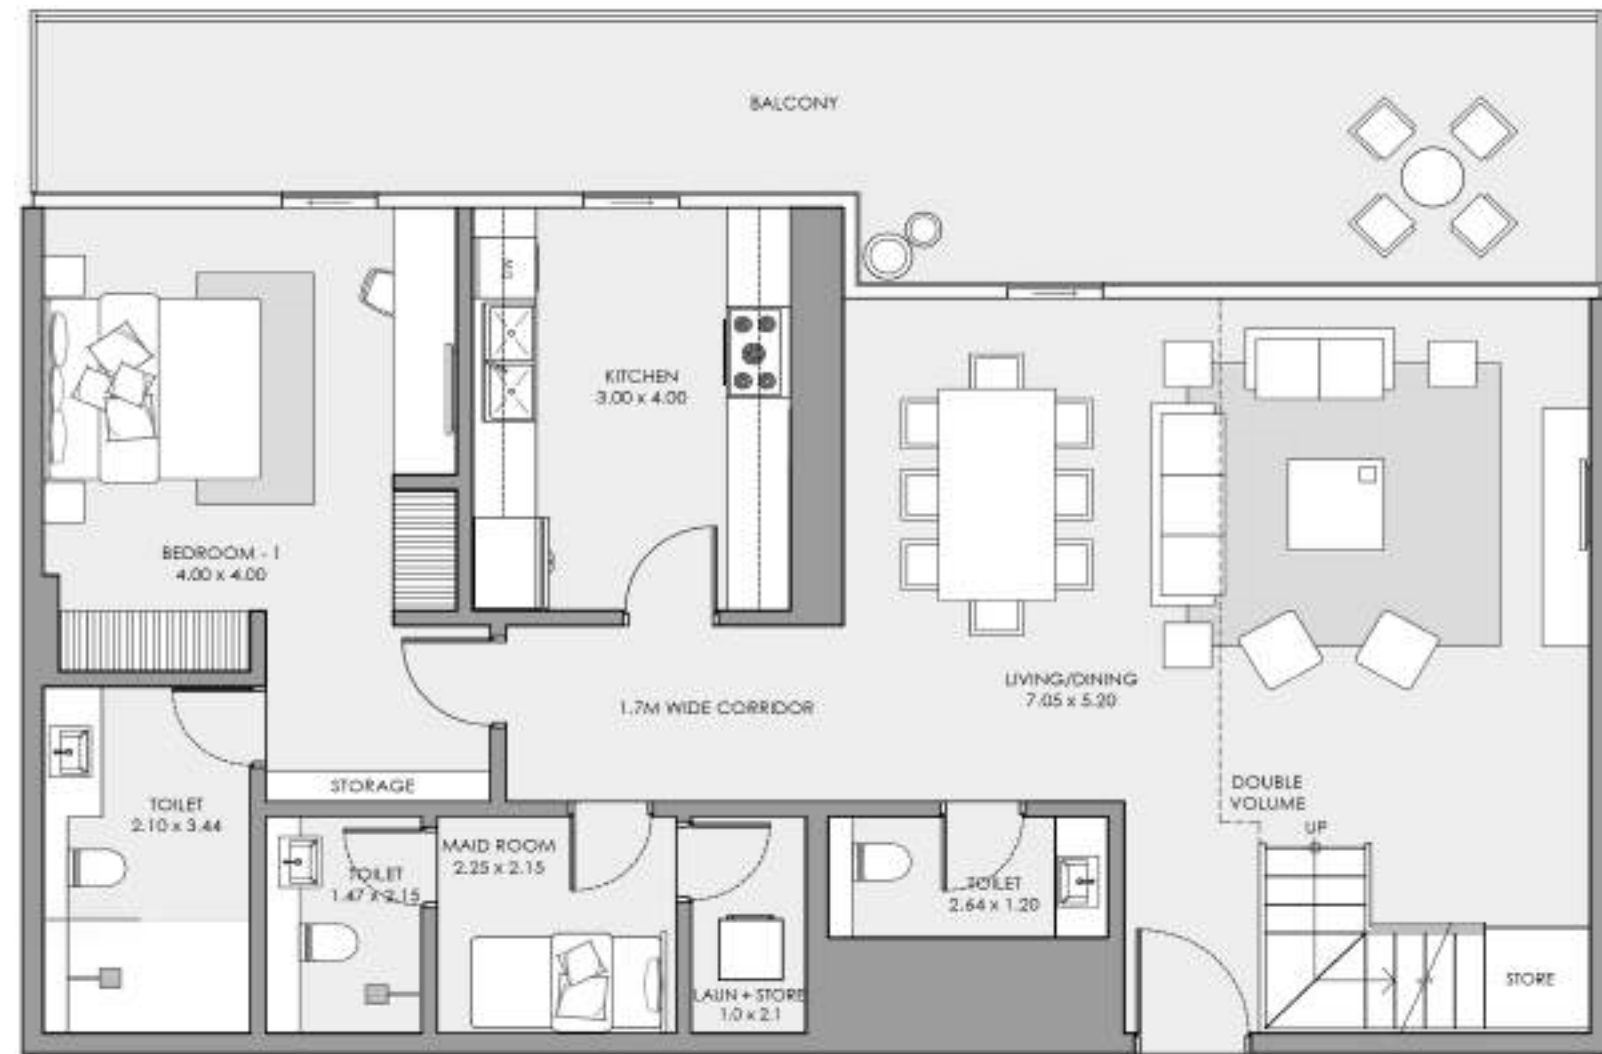 BALCONY
KITCHEN
3.00 x 4.00
BEDROOM - 1
4.00 x 4.00
LIVING/DINING
7.05 x 5.20
1.7M WIDE CORRIDOR
STORAGE
DOUBLE
VOLUME
UP
TOILET
2.10 x 3.44
MAID ROOM
2.25 x 2.15
TOILET
1.47 x 2.15
TOILET
2.64 x 1.20
LAUN + STORE
1.0 x 2.1
STORE